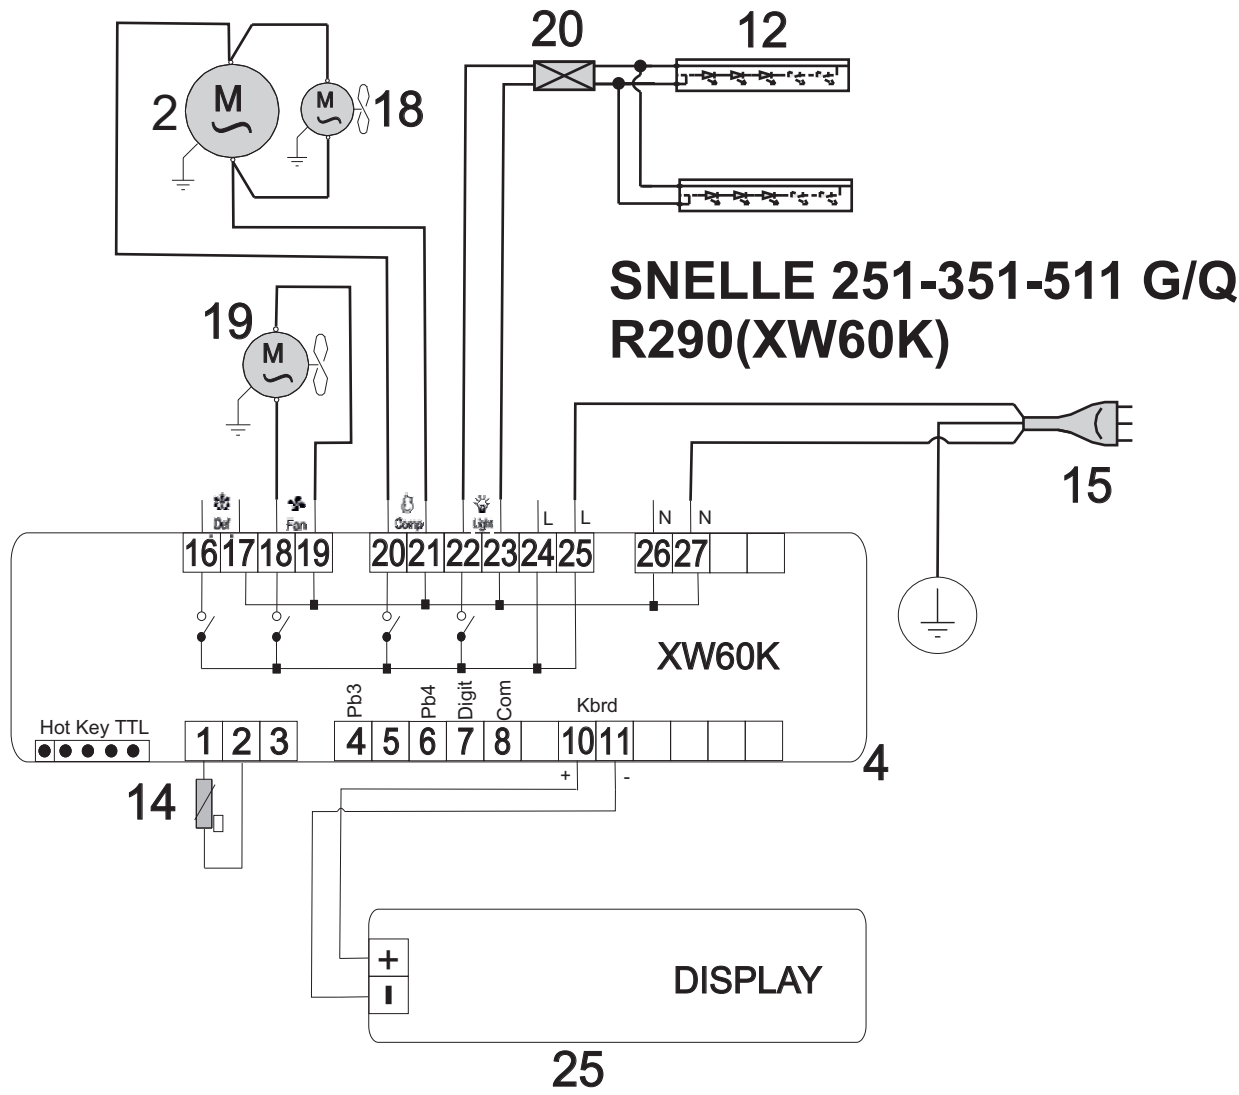 20 12
2 M M 18
SNELLE 251-351-511 G/Q
R290(XW60K)
19 M
15
Def Fan Comp Light L L N N
16 17 18 19 20 21 22 23 24 25 26 27
XW60K
Pb3 Pb4 Digit Com Kbrd
Hot Key TTL
1 2 3 4 5 6 7 8 10 11
4
+ -
14
+
DISPLAY
-
25